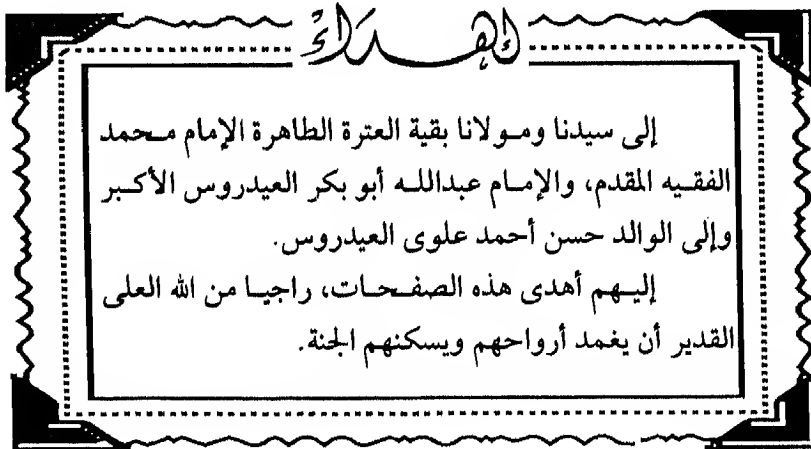 إهداء
إلى سيدنا ومولانا بقية العترة الطاهرة الإمام محمد
الفقيه المقدم، والإمام عبدالله أبو بكر العيدروس الأكبر
وإلى الوالد حسن أحمد علوى العيدروس.
إليهم أهدى هذه الصفحات، راجيا من الله العلى
القدير أن يغمد أرواحهم ويسكنهم الجنة.